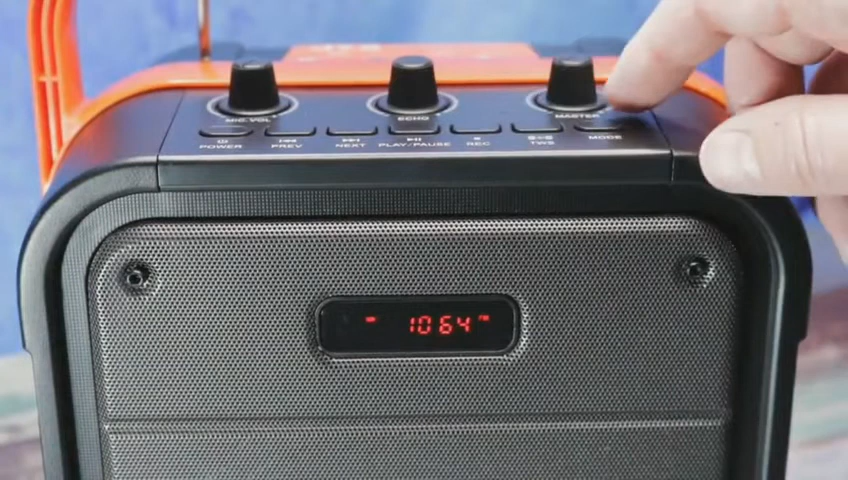 MIC.VOL
ECHO
MASTER
POWER
PREV
NEXT
PLAY/PAUSE
REC
TWS
MODE
1064